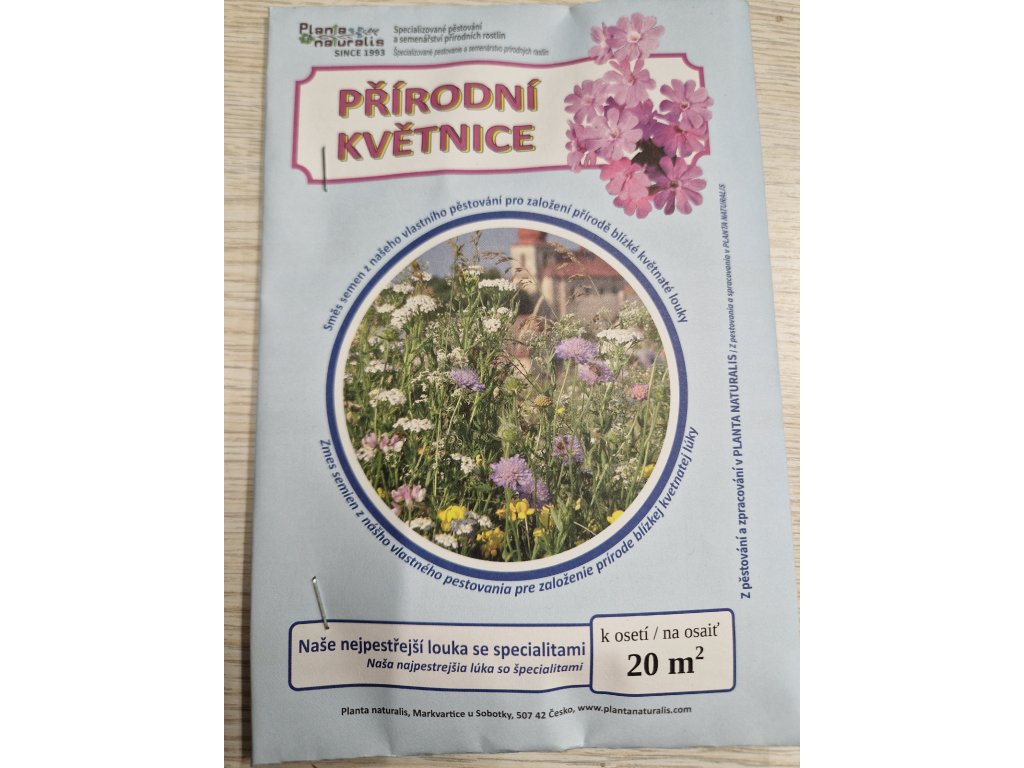 Planta
naturalis
SINCE 1993
Specializované pěstování
a semenářství přírodních rostlin
Špecializované pestovanie a semenárstvo prírodných rastlín
PŘÍRODNÍ
KVĚTNICE
Směs semen z našeho vlastního pěstování pro založení přírodě blízké květnaté louky
Zmes semien z nášho vlastného pestovania pre založenie prírode blízkej kvetnatej lúky
Z pěstování a zpracování v PLANTA NATURALIS / Z pestovania a spracovania v PLANTA NATURALIS
Naše nejpestřejší louka se specialitami
Naša najpestrejšia lúka so špecialitami
k osetí / na osaiť
20 m²
Planta naturalis, Markvartice u Sobotky, 507 42 Česko, www.plantanaturalis.com